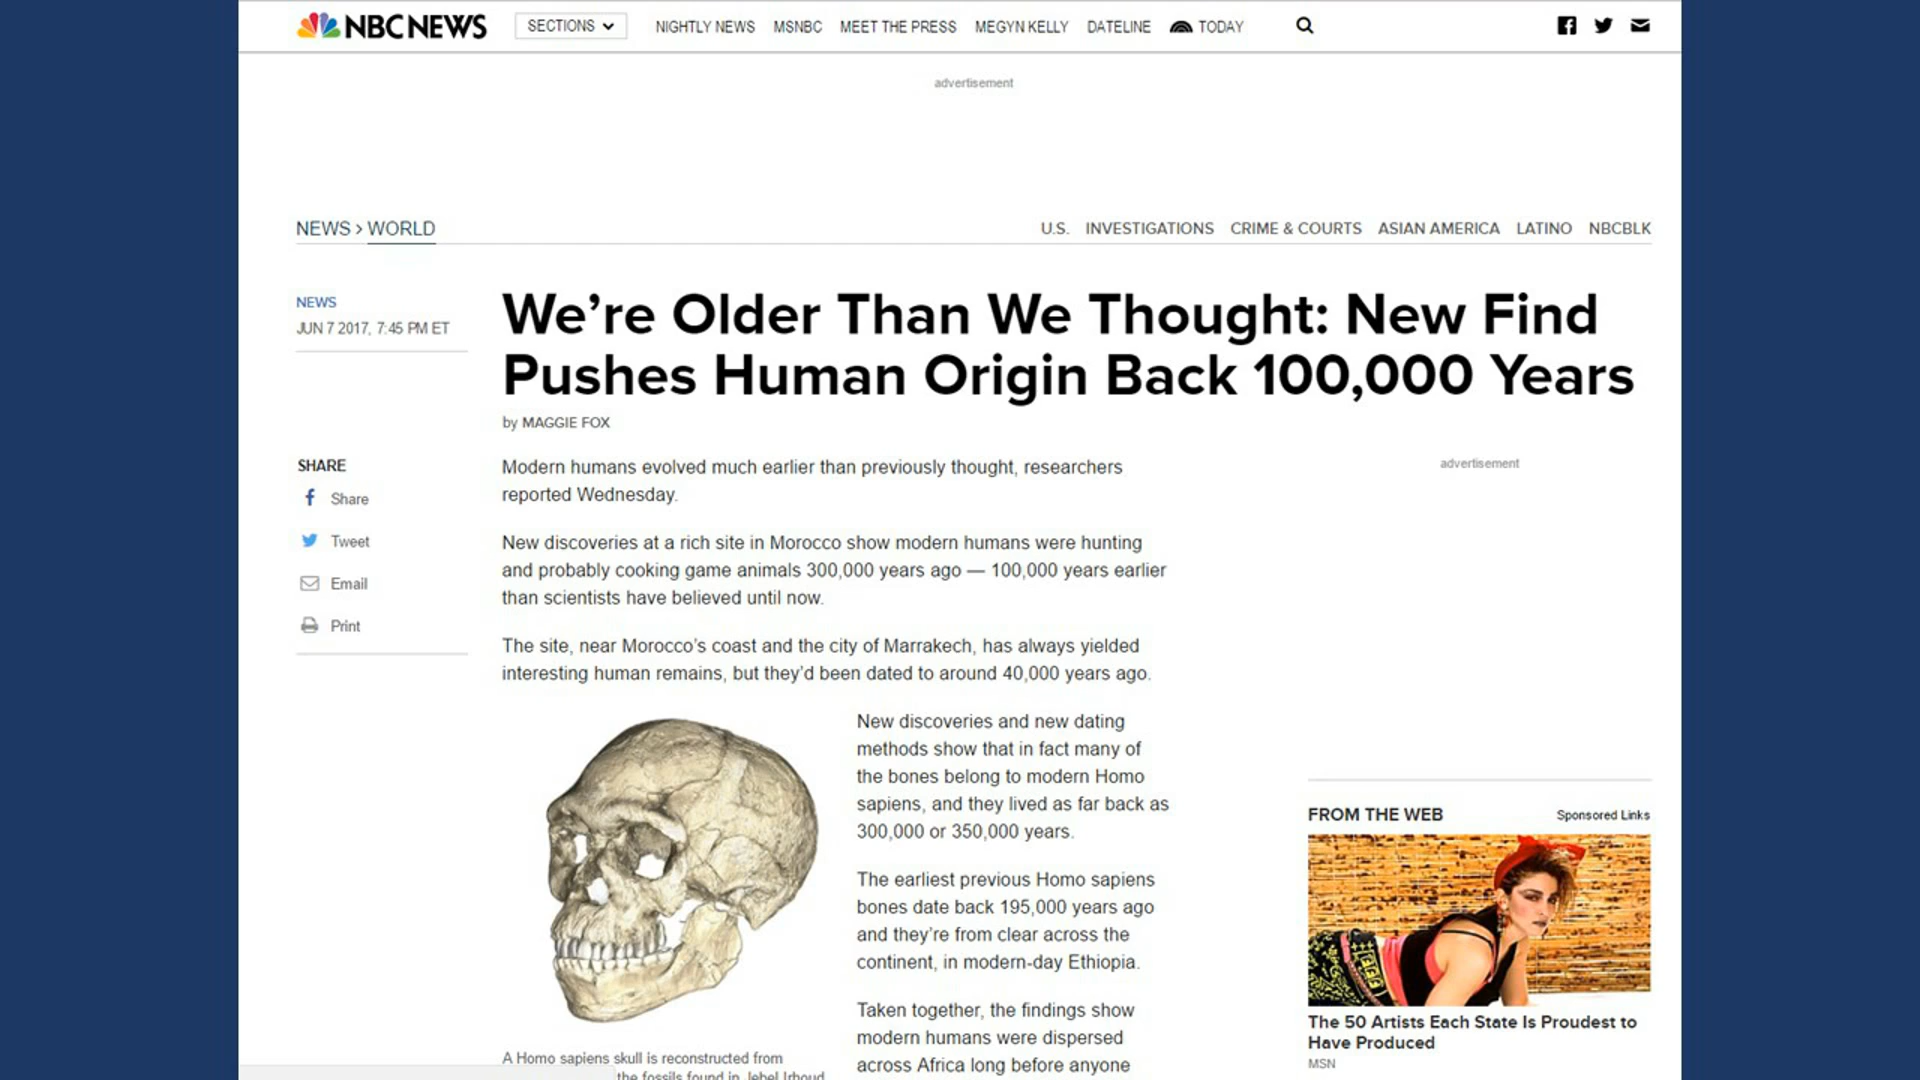 NBC NEWS
SECTIONS
NIGHTLY NEWS MSNBC MEET THE PRESS MEGYN KELLY DATELINE TODAY
advertisement
NEWS > WORLD
U.S. INVESTIGATIONS CRIME & COURTS ASIAN AMERICA LATINO NBCBLK
NEWS
JUN 7 2017, 7:45 PM ET
We’re Older Than We Thought: New Find
Pushes Human Origin Back 100,000 Years
by MAGGIE FOX
SHARE
Share
Tweet
Email
Print
Modern humans evolved much earlier than previously thought, researchers
reported Wednesday.
New discoveries at a rich site in Morocco show modern humans were hunting
and probably cooking game animals 300,000 years ago — 100,000 years earlier
than scientists have believed until now.
The site, near Morocco’s coast and the city of Marrakech, has always yielded
interesting human remains, but they’d been dated to around 40,000 years ago.
New discoveries and new dating
methods show that in fact many of
the bones belong to modern Homo
sapiens, and they lived as far back as
300,000 or 350,000 years.
The earliest previous Homo sapiens
bones date back 195,000 years ago
and they’re from clear across the
continent, in modern-day Ethiopia.
Taken together, the findings show
modern humans were dispersed
across Africa long before anyone
A Homo sapiens skull is reconstructed from
the fossils found in Jebel Irhoud
advertisement
FROM THE WEB
Sponsored Links
The 50 Artists Each State Is Proudest to
Have Produced
MSN